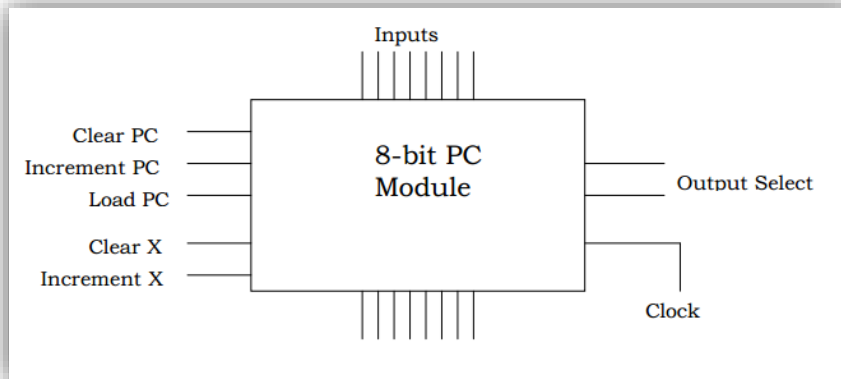 Inputs
Clear PC
Increment PC
Load PC
Clear X
Increment X
8-bit PC
Module
Output Select
Clock